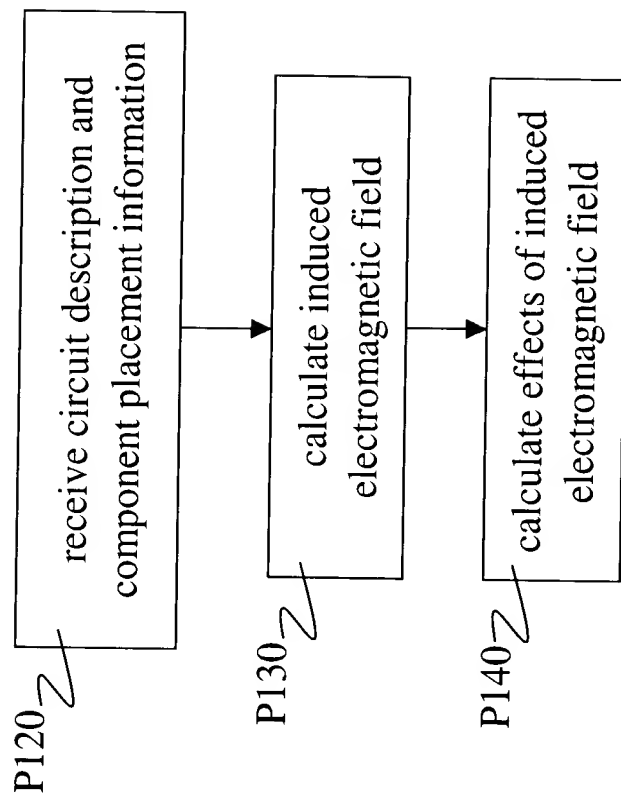 P120
receive circuit description and
component placement information
P130
calculate induced
electromagnetic field
P140
calculate effects of induced
electromagnetic field